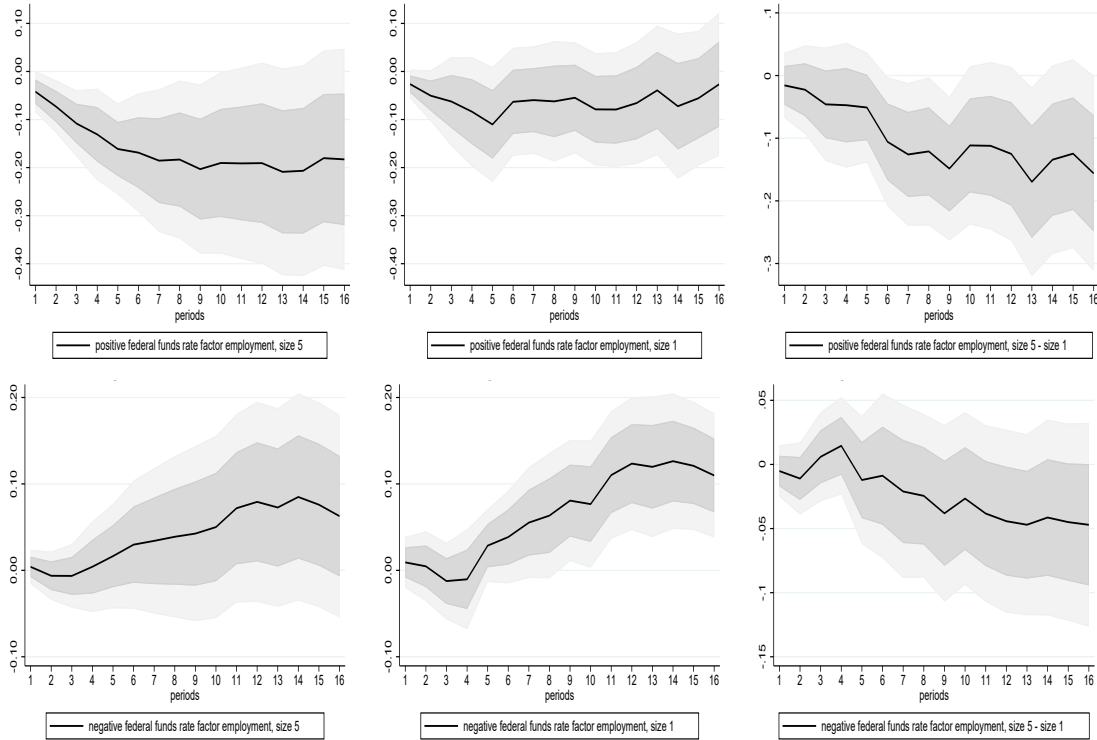 0.10
0.00
-0.10
-0.20
-0.30
-0.40
1 2 3 4 5 6 7 8 9 10 11 12 13 14 15 16
periods
positive federal funds rate factor employment, size 5
0.10
0.00
-0.10
-0.20
-0.30
-0.40
1 2 3 4 5 6 7 8 9 10 11 12 13 14 15 16
periods
positive federal funds rate factor employment, size 1
.1
0
-.1
-.2
-.3
1 2 3 4 5 6 7 8 9 10 11 12 13 14 15 16
periods
positive federal funds rate factor employment, size 5 - size 1
0.20
0.10
0.00
-0.10
1 2 3 4 5 6 7 8 9 10 11 12 13 14 15 16
periods
negative federal funds rate factor employment, size 5
0.20
0.10
0.00
-0.10
1 2 3 4 5 6 7 8 9 10 11 12 13 14 15 16
periods
negative federal funds rate factor employment, size 1
.05
0
-.05
-.1
-.15
1 2 3 4 5 6 7 8 9 10 11 12 13 14 15 16
periods
negative federal funds rate factor employment, size 5 - size 1